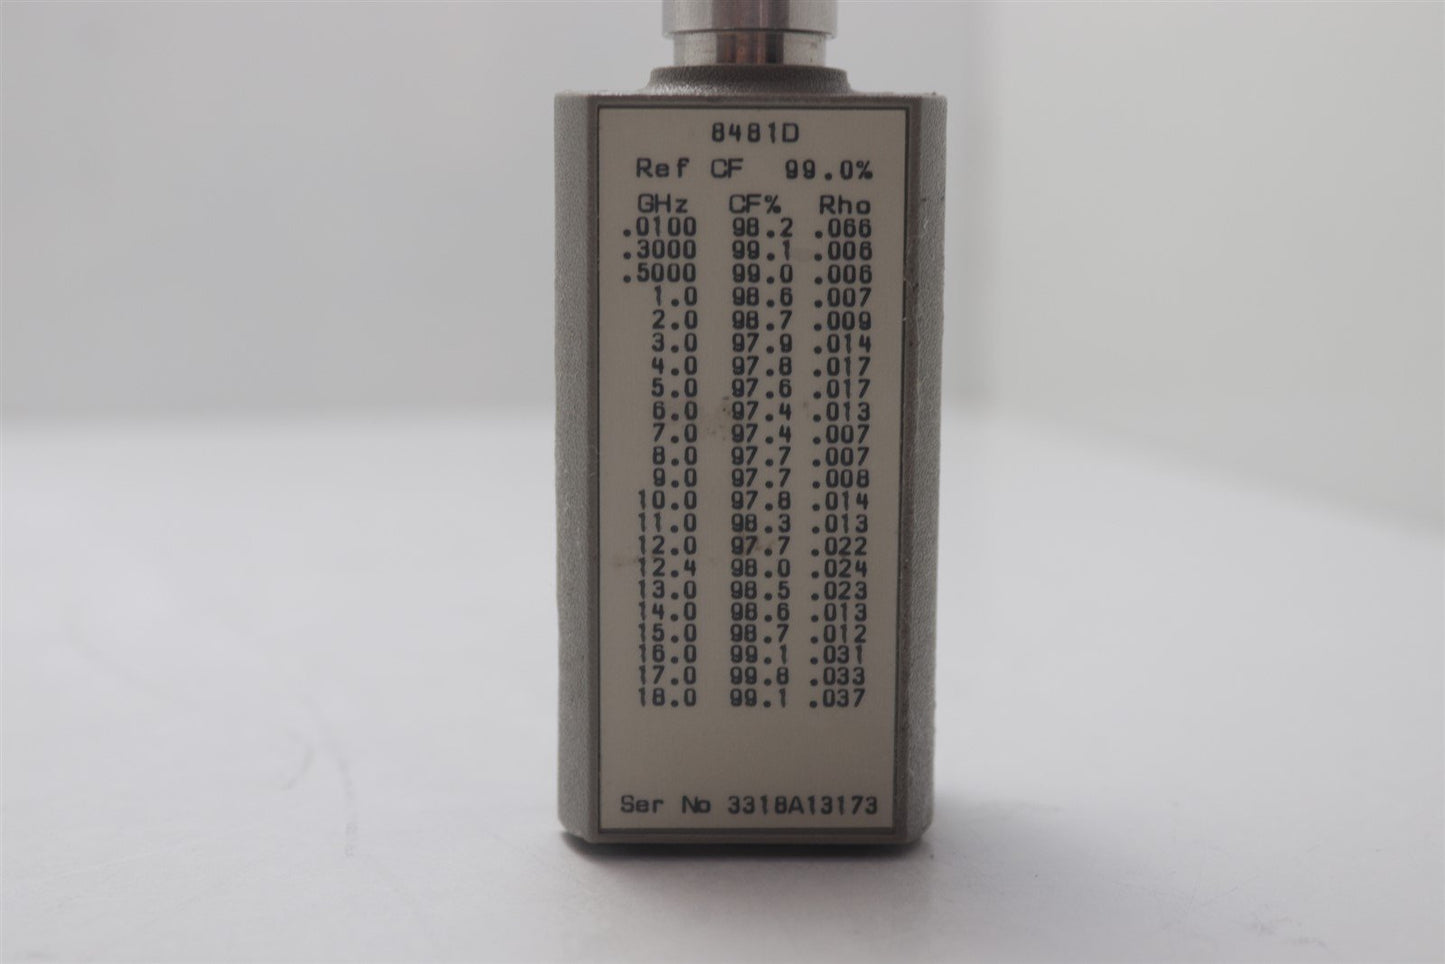 8481D
Ref CF 99.0%
GHz CF% Rho
.0100 98.2 .066
.3000 99.1 .006
.5000 99.0 .006
1.0 98.6 .007
2.0 98.7 .009
3.0 97.9 .014
4.0 97.8 .017
5.0 97.6 .017
6.0 97.4 .013
7.0 97.4 .007
8.0 97.7 .007
9.0 97.7 .008
10.0 97.8 .014
11.0 98.3 .013
12.0 97.7 .022
12.4 98.0 .024
13.0 98.5 .023
14.0 98.6 .013
15.0 98.7 .012
16.0 99.1 .031
17.0 99.8 .033
18.0 99.1 .037
Ser No 3318A13173